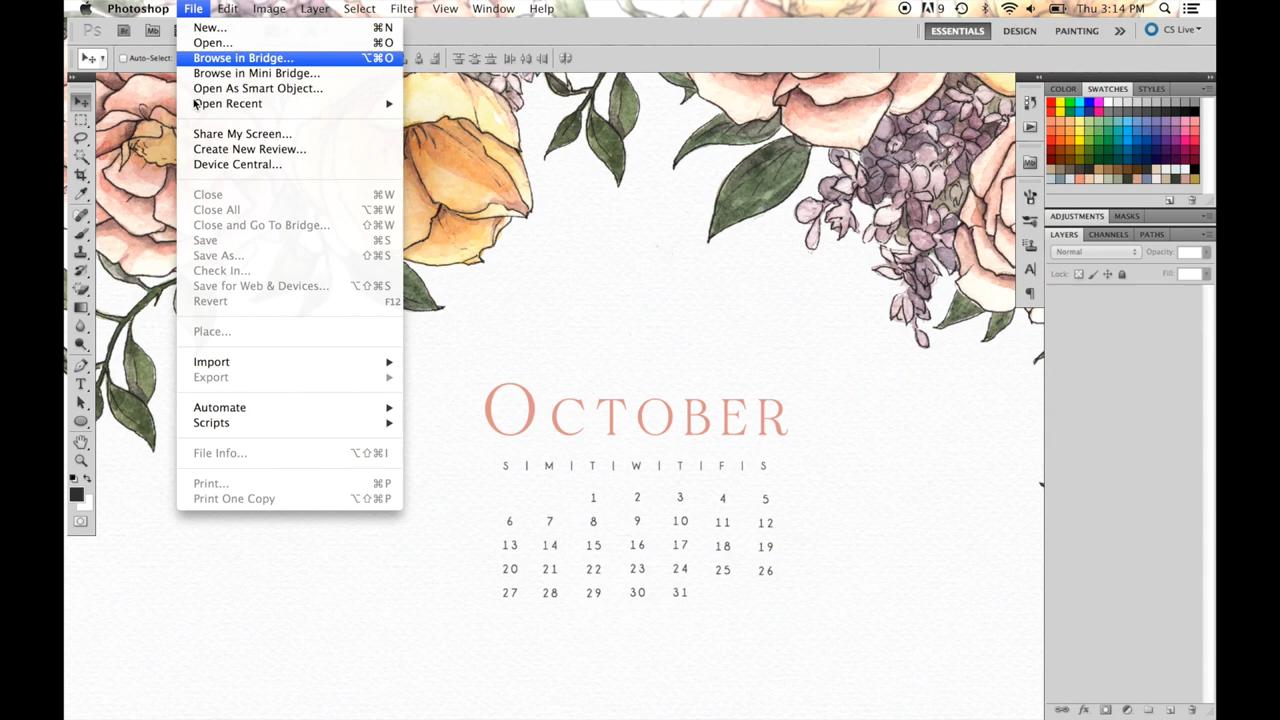 Photoshop File Edit Image Layer Select Filter View Window Help 9 Thu 3:14 PM
Ps Br Mb ESSENTIALS DESIGN PAINTING >> CS Live
Auto-Select:
New... ⌘N
Open... ⌘O
Browse in Bridge... ⌥⌘O
Browse in Mini Bridge...
Open As Smart Object...
Open Recent
Share My Screen...
Create New Review...
Device Central...
Close ⌘W
Close All ⌥⌘W
Close and Go To Bridge... ⇧⌘W
Save ⌘S
Save As... ⇧⌘S
Check In...
Save for Web & Devices... ⌥⇧⌘S
Revert F12
Place...
Import
Export
Automate
Scripts
File Info... ⌥⇧⌘I
Print... ⌘P
Print One Copy ⌥⇧⌘P
OCTOBER
S | M | T | W | T | F | S
1 2 3 4 5
6 7 8 9 10 11 12
13 14 15 16 17 18 19
20 21 22 23 24 25 26
27 28 29 30 31
COLOR SWATCHES STYLES
Mb
ADJUSTMENTS MASKS
LAYERS CHANNELS PATHS
Normal Opacity:
Lock: Fill:
A
T
fx